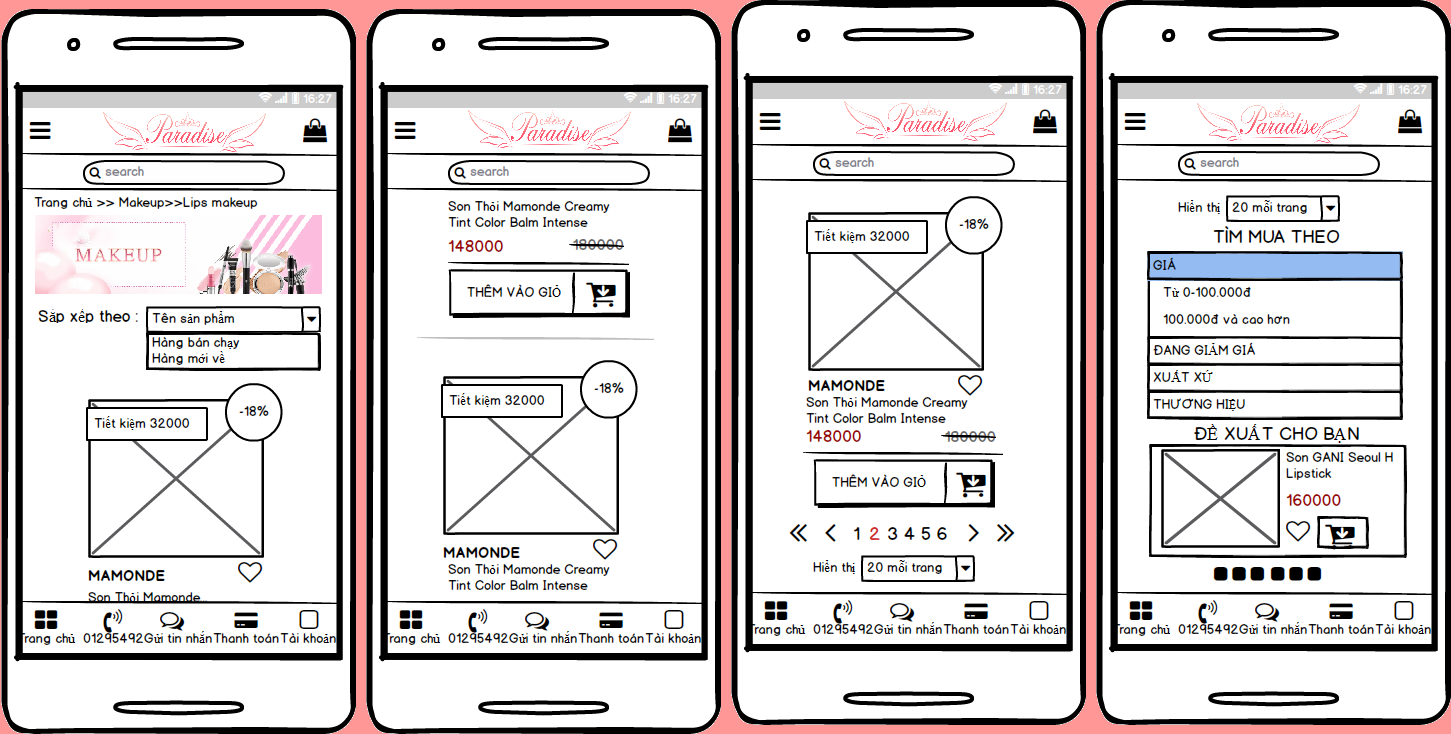 16:27
Paradise
search
Trang chủ >> Makeup>>Lips makeup
MAKEUP
Sắp xếp theo :
Tên sản phẩm
Hàng bán chạy
Hàng mới về
Tiết kiệm 32000
-18%
MAMONDE
Son Thỏi Mamonde...
Trang chủ
01295492
Gửi tin nhắn
Thanh toán
Tài khoản
16:27
Paradise
search
Son Thỏi Mamonde Creamy
Tint Color Balm Intense
148000
180000
THÊM VÀO GIỎ
Tiết kiệm 32000
-18%
MAMONDE
Son Thỏi Mamonde Creamy
Tint Color Balm Intense
Trang chủ
01295492
Gửi tin nhắn
Thanh toán
Tài khoản
16:27
Paradise
search
Tiết kiệm 32000
-18%
MAMONDE
Son Thỏi Mamonde Creamy
Tint Color Balm Intense
148000
180000
THÊM VÀO GIỎ
1 2 3 4 5 6
Hiển thị
20 mỗi trang
Trang chủ
01295492
Gửi tin nhắn
Thanh toán
Tài khoản
16:27
Paradise
search
Hiển thị
20 mỗi trang
TÌM MUA THEO
GIÁ
Từ 0-100.000đ
100.000đ và cao hơn
ĐANG GIẢM GIÁ
XUẤT XỨ
THƯƠNG HIỆU
ĐỀ XUẤT CHO BẠN
Son GANI Seoul H
Lipstick
160000
Trang chủ
01295492
Gửi tin nhắn
Thanh toán
Tài khoản